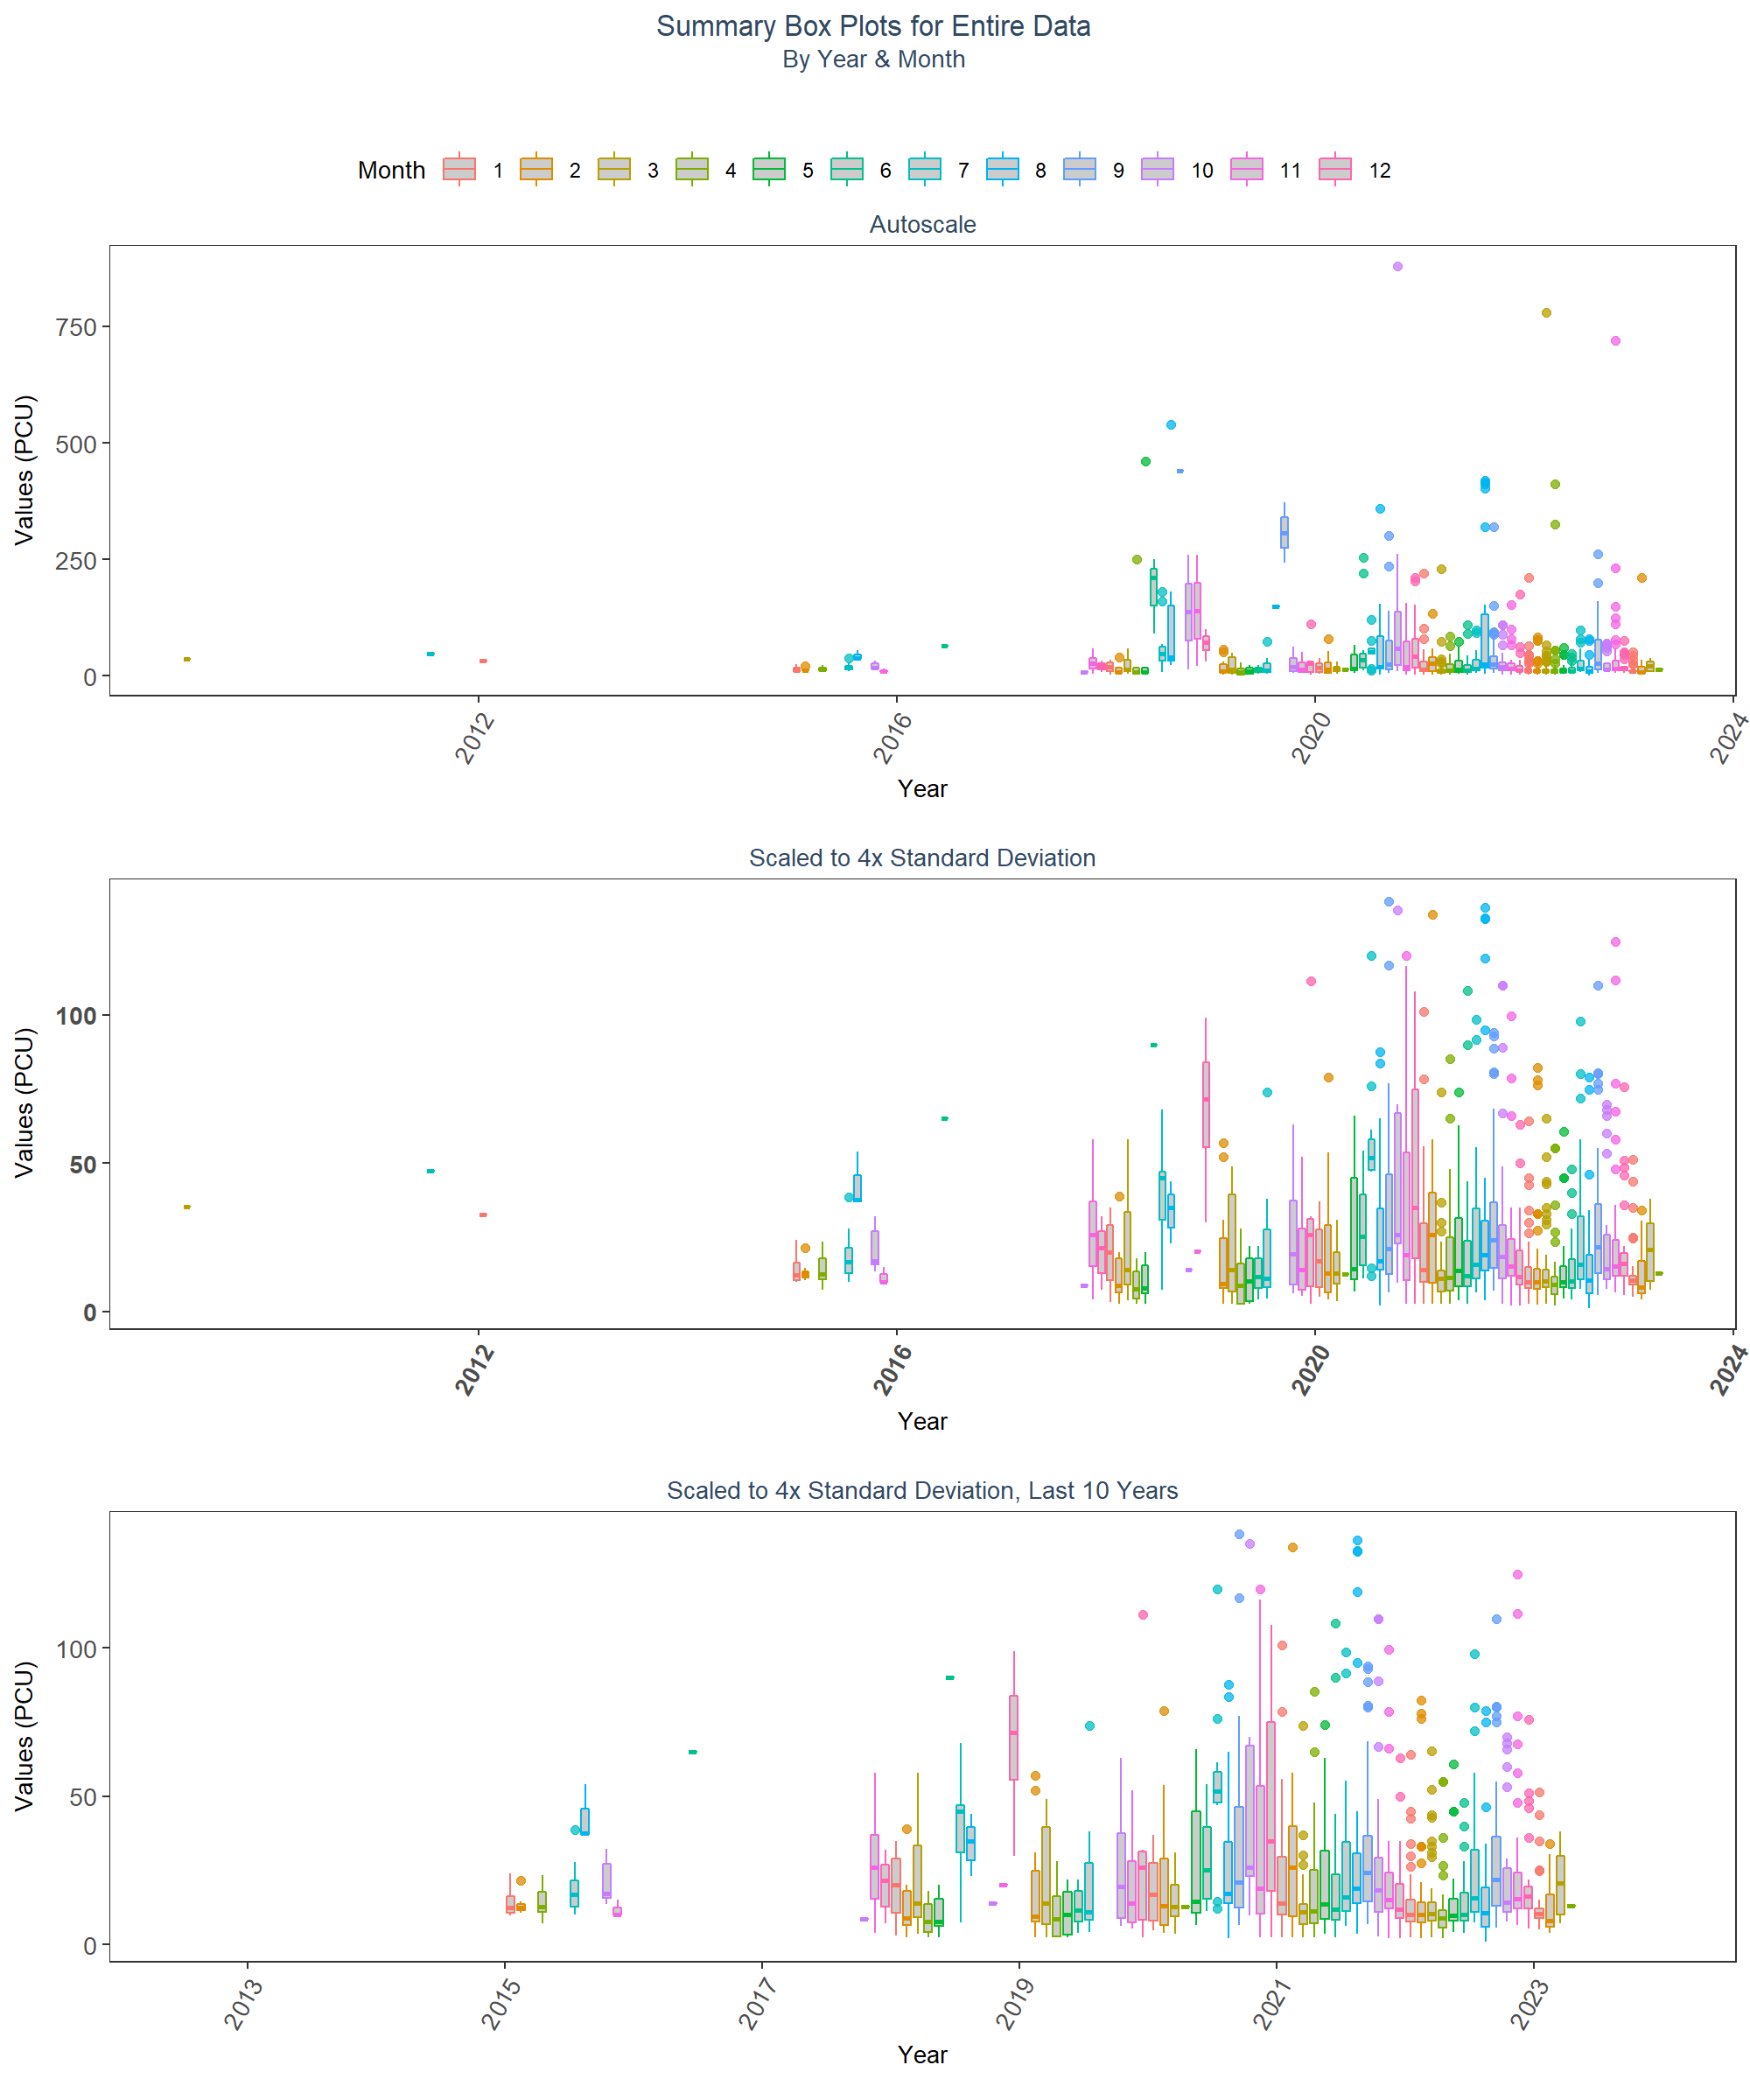 Summary Box Plots for Entire Data
By Year & Month
Month 1 2 3 4 5 6 7 8 9 10 11 12
Autoscale
Values (PCU)
750
500
250
0
2012 2016 2020 2024
Year
Scaled to 4x Standard Deviation
Values (PCU)
100
50
0
2012 2016 2020 2024
Year
Scaled to 4x Standard Deviation, Last 10 Years
Values (PCU)
100
50
0
2013 2015 2017 2019 2021 2023
Year